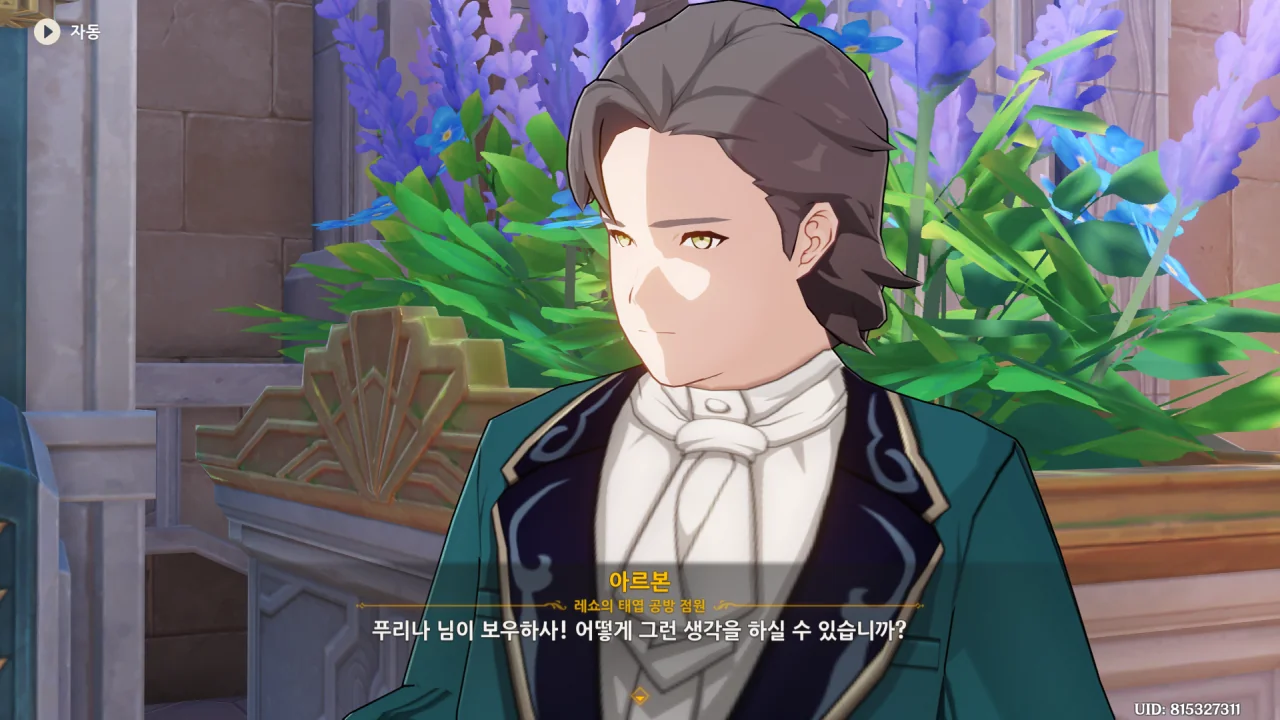 자동
아르본
레쇼의 태엽 공방 점원
푸리나 님이 보우하사! 어떻게 그런 생각을 하실 수 있습니까?
UID: 815327311